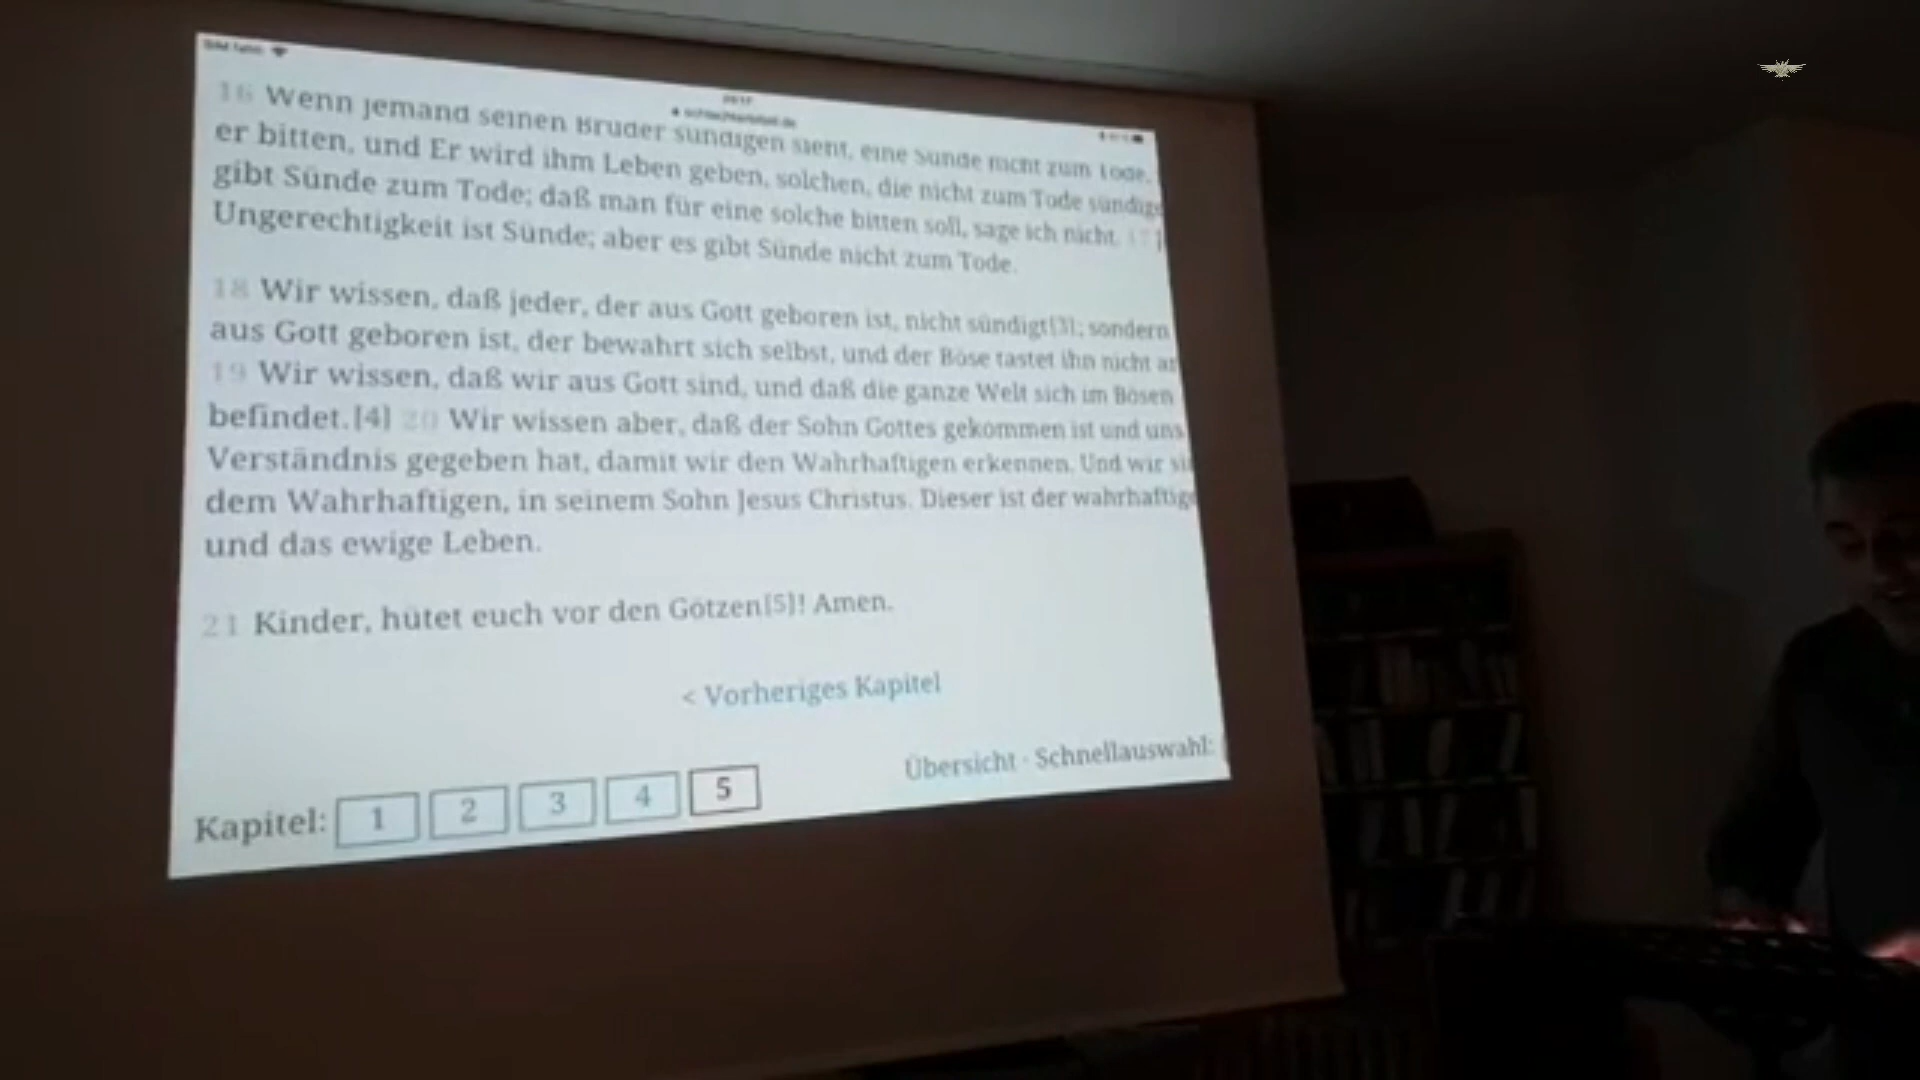 16 Wenn jemand seinen Bruder sündigen sieht, eine Sünde nicht zum Tode,
er bitten, und Er wird ihm Leben geben, solchen, die nicht zum Tode sündige
gibt Sünde zum Tode; daß man für eine solche bitten soll, sage ich nicht. 17
Ungerechtigkeit ist Sünde; aber es gibt Sünde nicht zum Tode.
18 Wir wissen, daß jeder, der aus Gott geboren ist, nicht sündigt[3]; sondern
aus Gott geboren ist, der bewahrt sich selbst, und der Böse tastet ihn nicht an
19 Wir wissen, daß wir aus Gott sind, und daß die ganze Welt sich im Bösen
befindet.[4] 20 Wir wissen aber, daß der Sohn Gottes gekommen ist und uns
Verständnis gegeben hat, damit wir den Wahrhaftigen erkennen. Und wir si
dem Wahrhaftigen, in seinem Sohn Jesus Christus. Dieser ist der wahrhaftige
und das ewige Leben.
21 Kinder, hütet euch vor den Götzen[5]! Amen.
< Vorheriges Kapitel
Übersicht · Schnellauswahl:
Kapitel: 1 2 3 4 5